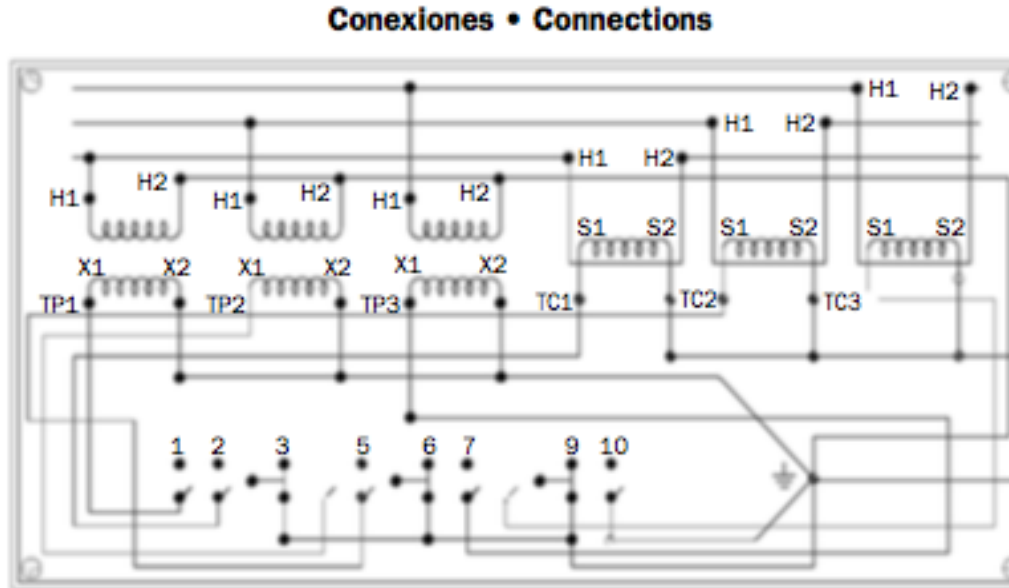 Conexiones • Connections
H1 H2
H1 H2
H1 H2
H1 H2 H1 H2 H1 H2
S1 S2 S1 S2 S1 S2
X1 X2 X1 X2 X1 X2
TP1 TP2 TP3 TC1 TC2 TC3
1 2 3 5 6 7 9 10